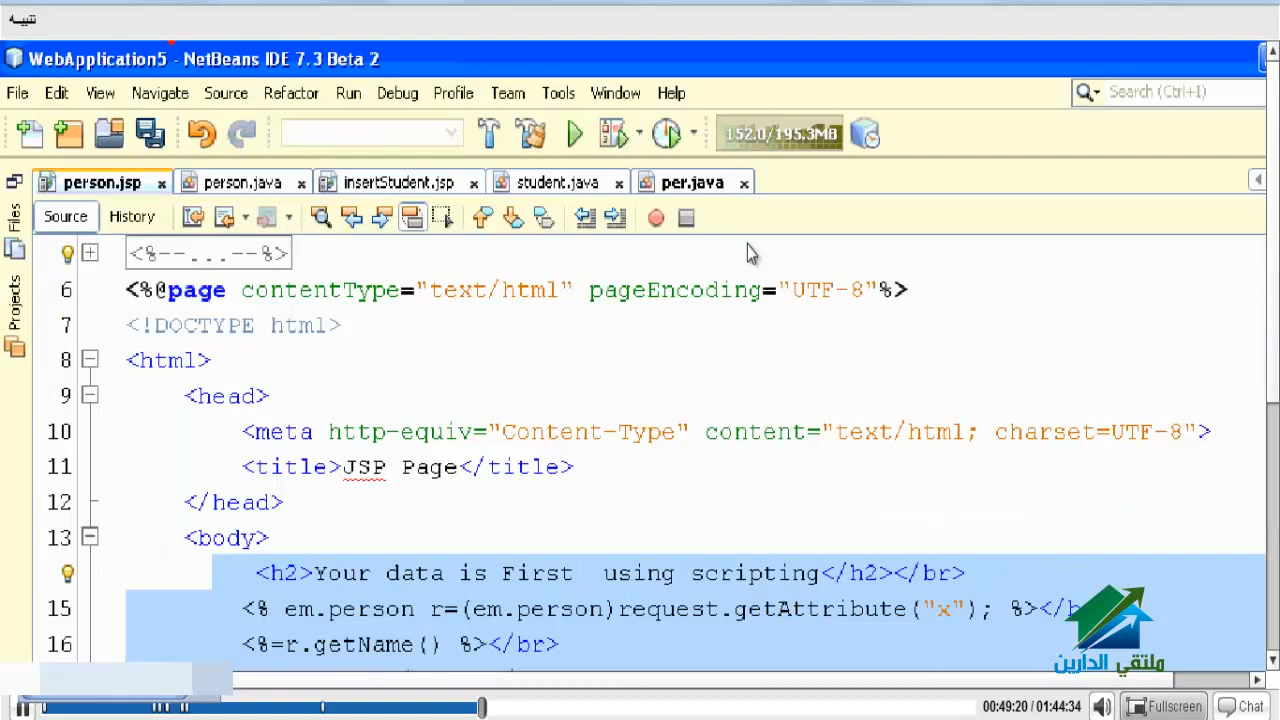 تنبيه
WebApplication5 - NetBeans IDE 7.3 Beta 2
File Edit View Navigate Source Refactor Run Debug Profile Team Tools Window Help
Search (Ctrl+I)
152.0/195.3MB
person.jsp person.java insertStudent.jsp student.java per.java
Source History
Files
Projects
<%--...--%>
6 <%@page contentType="text/html" pageEncoding="UTF-8"%>
7 <!DOCTYPE html>
8 <html>
9 <head>
10 <meta http-equiv="Content-Type" content="text/html; charset=UTF-8">
11 <title>JSP Page</title>
12 </head>
13 <body>
<h2>Your data is First using scripting</h2></br>
15 <% em.person r=(em.person)request.getAttribute("x"); %></b
16 <%=r.getName() %></br>
ملتقي الدارين
00:49:20 / 01:44:34 Fullscreen Chat